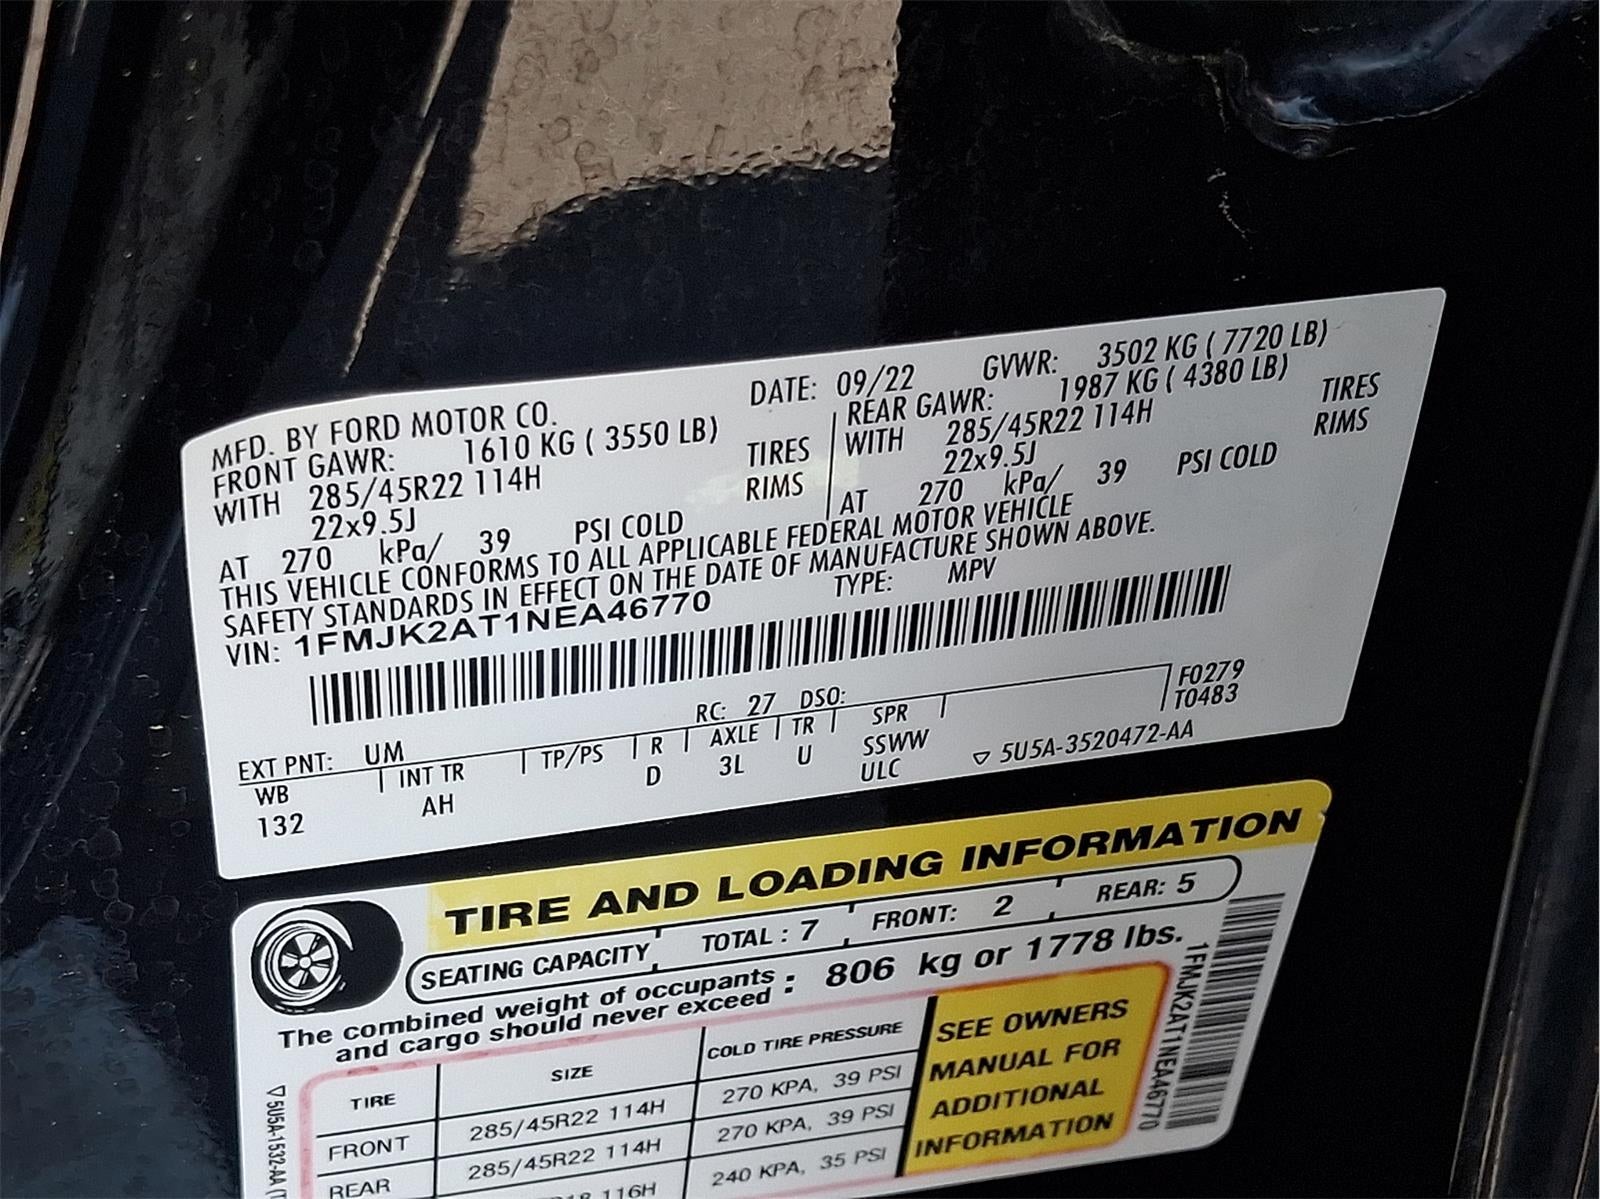 MFD. BY FORD MOTOR CO.
DATE: 09/22 GVWR: 3502 KG ( 7720 LB)
FRONT GAWR: 1610 KG ( 3550 LB)
WITH 285/45R22 114H TIRES
22x9.5J RIMS
AT 270 kPa/ 39 PSI COLD
REAR GAWR: 1987 KG ( 4380 LB)
WITH 285/45R22 114H TIRES
22x9.5J RIMS
AT 270 kPa/ 39 PSI COLD
THIS VEHICLE CONFORMS TO ALL APPLICABLE FEDERAL MOTOR VEHICLE
SAFETY STANDARDS IN EFFECT ON THE DATE OF MANUFACTURE SHOWN ABOVE.
VIN: 1FMJK2AT1NEA46770 TYPE: MPV
F0279
EXT PNT: UM RC: 27 DSO: T0483
WB INT TR TP/PS R AXLE TR SPR
132 AH D 3L U SSWW
ULC
▽ 5U5A-3520472-AA
TIRE AND LOADING INFORMATION
SEATING CAPACITY TOTAL : 7 FRONT: 2 REAR: 5
The combined weight of occupants
and cargo should never exceed : 806 kg or 1778 lbs.
TIRE SIZE COLD TIRE PRESSURE
FRONT 285/45R22 114H 270 KPA, 39 PSI
REAR 285/45R22 114H 270 KPA, 39 PSI
116H 240 KPA, 35 PSI
SEE OWNERS
MANUAL FOR
ADDITIONAL
INFORMATION
1FMJK2AT1NEA46770
▽ 5U5A-1532-AA